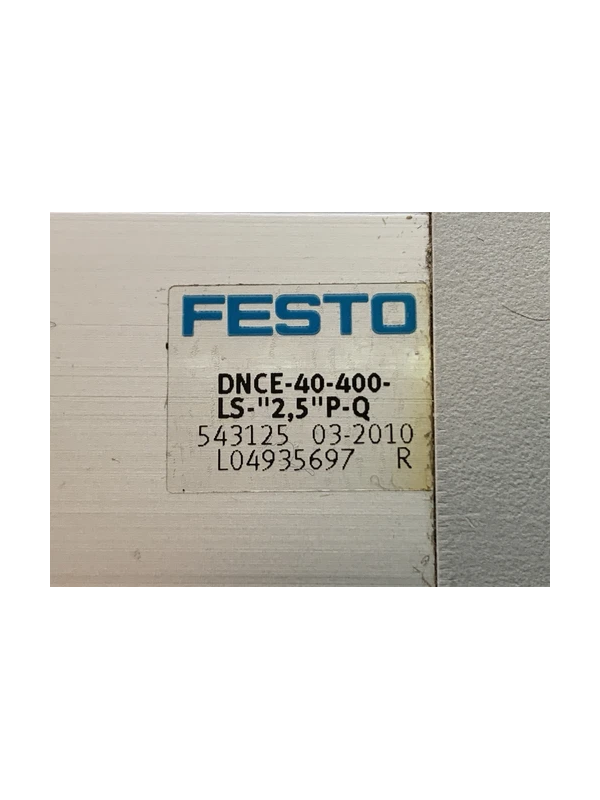 FESTO
DNCE-40-400-
LS-"2,5"P-Q
543125 03-2010
L04935697 R